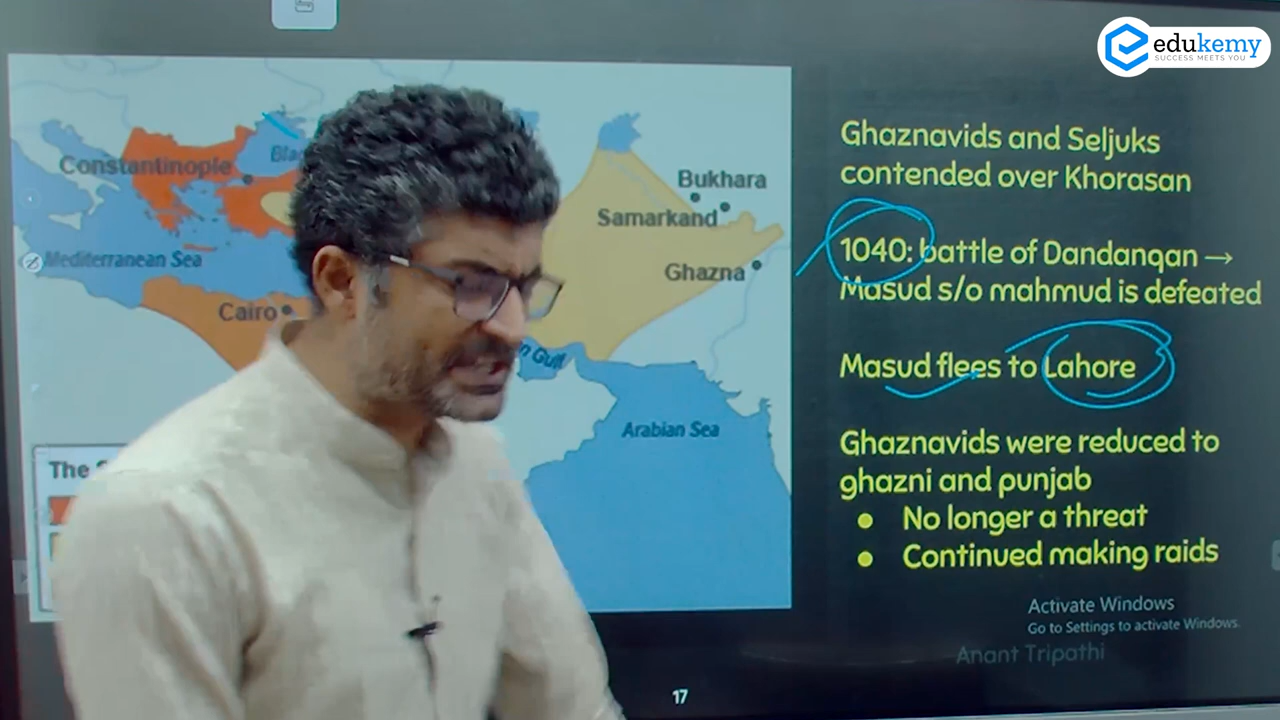 edukemy
SUCCESS MEETS YOU
Ghaznavids and Seljuks
contended over Khorasan
1040: battle of Dandanqan →
Masud s/o mahmud is defeated
Masud flees to Lahore
Ghaznavids were reduced to
ghazni and punjab
● No longer a threat
● Continued making raids
Activate Windows
Go to Settings to activate Windows.
Anant Tripathi
17
Constantinople
Bukhara
Samarkand
Mediterranean Sea
Ghazna
Cairo
Gulf
Arabian Sea
The